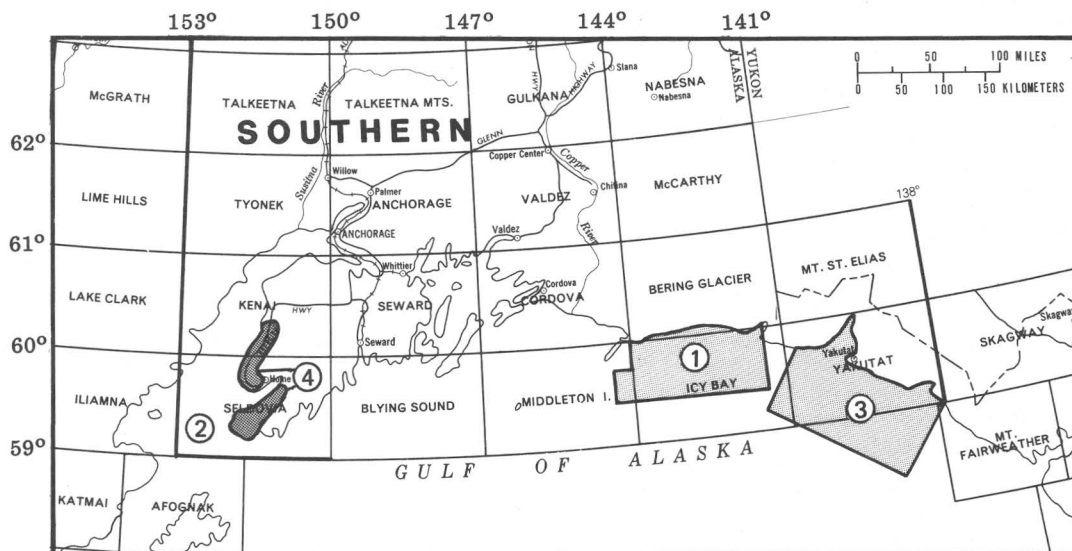 153° 150° 147° 144° 141°
0 50 100 MILES
0 50 100 150 KILOMETERS
YUKON
ALASKA
Slana
HWY
HIGHWAY
McGRATH
TALKEETNA
River
TALKEETNA MTS.
GULKANA
NABESNA
Nabesna
SOUTHERN
GLENN
62°
Copper Center
Copper
Willow
Susitna
Palmer
Chitina
McCARTHY
138°
LIME HILLS
TYONEK
ANCHORAGE
VALDEZ
River
61°
ANCHORAGE
Valdez
Whittier
MT. ST. ELIAS
LAKE CLARK
KENAI
HWY
SEWARD
Cordova
CORDOVA
BERING GLACIER
Skagway
SKAGWAY
60°
Seward
1
Yakutat
YAKUTAT
Home
4
ILIAMNA
SELDOVIA
BLYING SOUND
MIDDLETON I.
ICY BAY
2
3
59°
GULF OF ALASKA
MT.
FAIRWEATHER
KATMAI
AFOGNAK